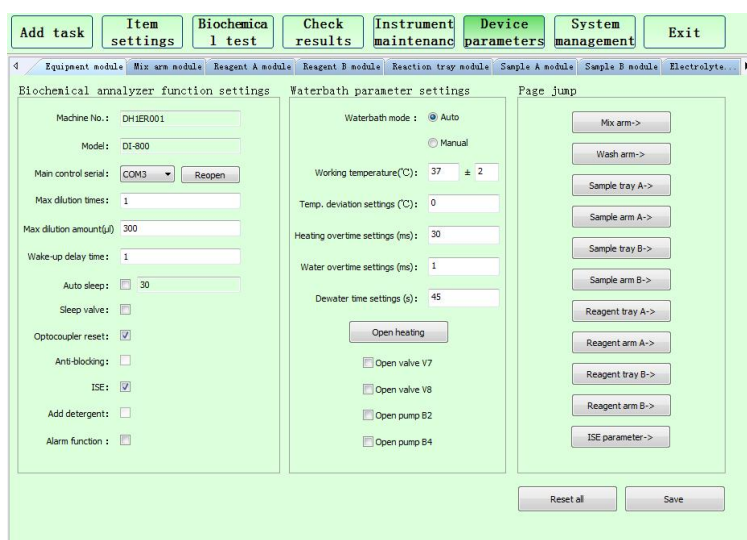 Add task
Item
settings
Biochemica
l test
Check
results
Instrument
maintenanc
Device
parameters
System
management
Exit
Equipment module
Mix arm module
Reagent A module
Reagent B module
Reaction tray module
Sample A module
Sample B module
Electrolyte...
Biochemical annalyzer function settings
Machine No.: DH1ER001
Model: DI-800
Main control serial: COM3 Reopen
Max dilution times: 1
Max dilution amount(μl) 300
Wake-up delay time: 1
Auto sleep: 30
Sleep valve:
Optocoupler reset:
Anti-blocking:
ISE:
Add detergent:
Alarm function :
Waterbath parameter settings
Waterbath mode : Auto
Manual
Working temperature(℃): 37 ± 2
Temp. deviation settings (℃): 0
Heating overtime settings (ms): 30
Water overtime settings (ms): 1
Dewater time settings (s): 45
Open heating
Open valve V7
Open valve V8
Open pump B2
Open pump B4
Page jump
Mix arm->
Wash arm->
Sample tray A->
Sample arm A->
Sample tray B->
Sample arm B->
Reagent tray A->
Reagent arm A->
Reagent tray B->
Reagent arm B->
ISE parameter->
Reset all
Save